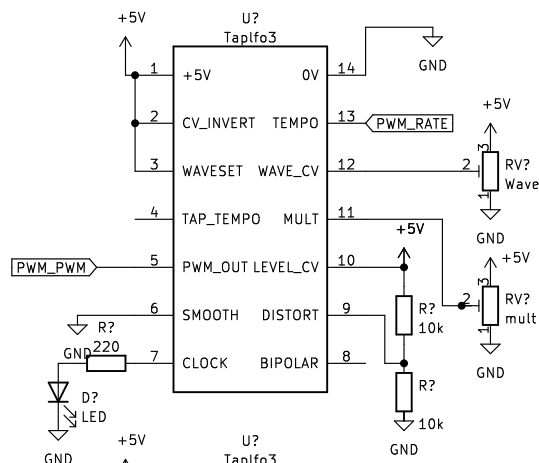 +5V
U?
Taplfo3
1
+5V
0V
14
GND
2
CV_INVERT
TEMPO
13
PWM_RATE
+5V
3
WAVESET
WAVE_CV
12
2
3
1
RV?
Wave
4
TAP_TEMPO
MULT
11
+5V
GND
PWM_PWM
5
PWM_OUT
LEVEL_CV
10
+5V
2
3
1
RV?
mult
6
SMOOTH
DISTORT
9
R?
10k
GND
R?
220
GND
7
CLOCK
BIPOLAR
8
R?
10k
D?
LED
GND
GND
+5V
U?
Taplfo3